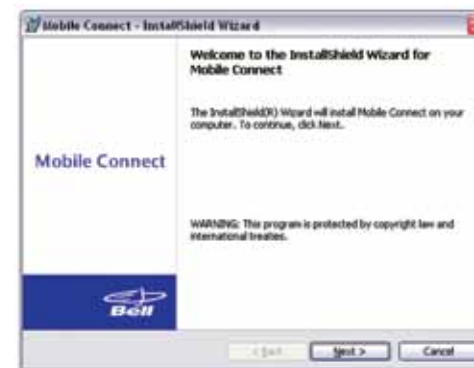 Mobile Connect - InstallShield Wizard
Welcome to the InstallShield Wizard for
Mobile Connect
The InstallShield(R) Wizard will install Mobile Connect on your
computer. To continue, click Next.
Mobile Connect
WARNING: This program is protected by copyright law and
international treaties.
Bell
< Back
Next >
Cancel